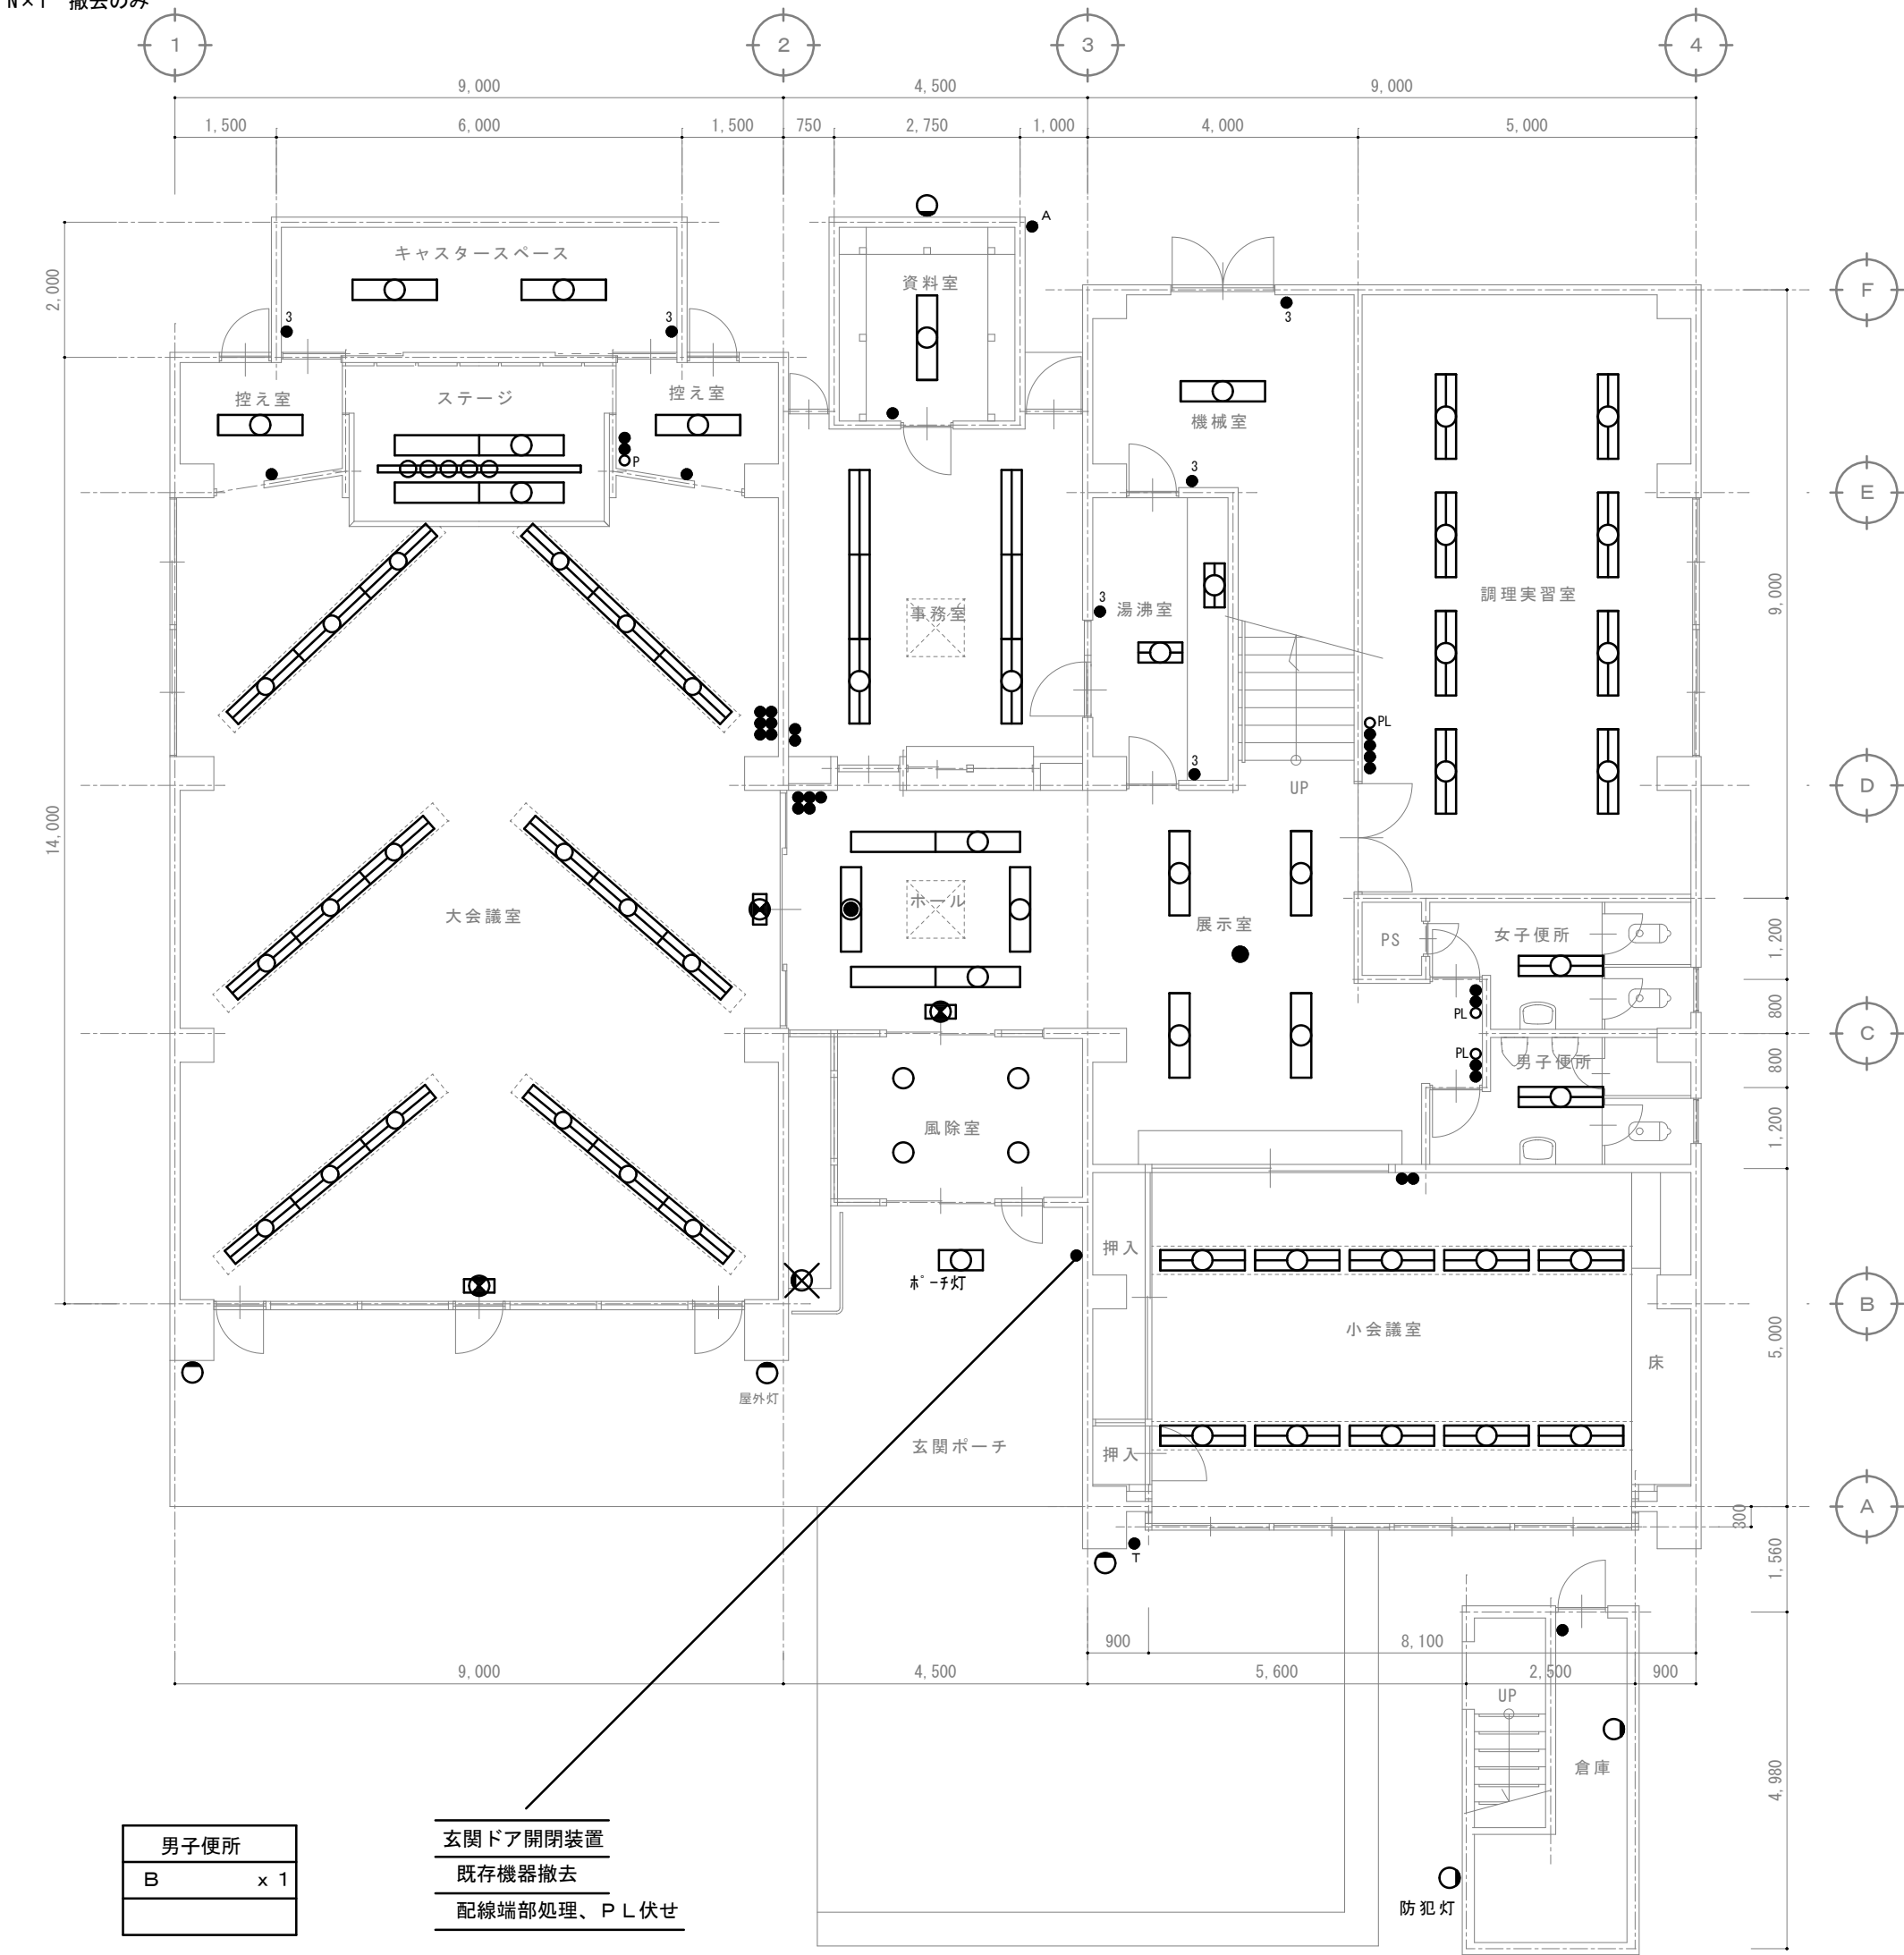 N×1 撤去のみ
1
2
3
4
9,000
4,500
9,000
1,500
6,000
1,500
750
2,750
1,000
4,000
5,000
A
キャスタースペース
資料室
2,000
F
3
3
3
控え室
ステージ
控え室
機械室
P
3
E
調理実習室
9,000
3
湯沸室
事務室
PL
3
UP
D
14,000
ホール
大会議室
展示室
PS
女子便所
1,200
800
PL
C
PL
男子便所
800
風除室
1,200
押入
ポーチ灯
B
小会議室
5,000
床
屋外灯
玄関ポーチ
押入
A
300
T
1,560
900
8,100
9,000
4,500
5,600
2,500
900
UP
倉庫
4,980
男子便所
B x 1
玄関ドア開閉装置
既存機器撤去
配線端部処理、PL伏せ
防犯灯